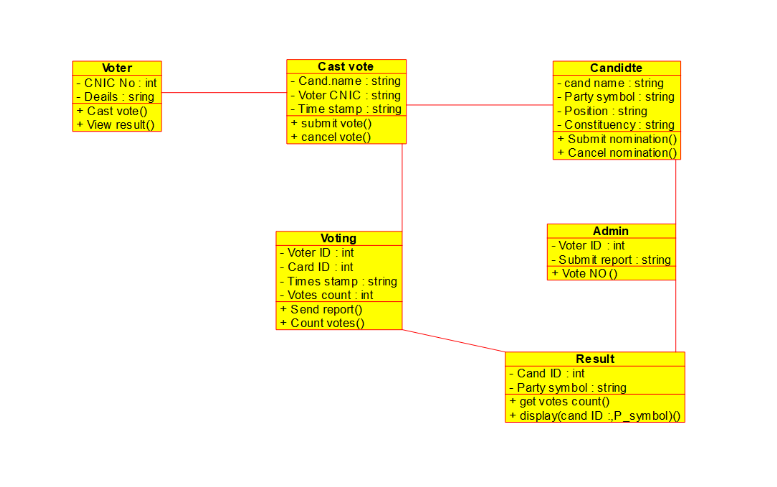 Voter
- CNIC No : int
- Deails : sring
+ Cast vote()
+ View result()
Cast vote
- Cand.name : string
- Voter CNIC : string
- Time stamp : string
+ submit vote()
+ cancel vote()
Candidte
- cand name : string
- Party symbol : string
- Position : string
- Constituency : string
+ Submit nomination()
+ Cancel nomination()
Voting
- Voter ID : int
- Card ID : int
- Times stamp : string
- Votes count : int
+ Send report()
+ Count votes()
Admin
- Voter ID : int
- Submit report : string
+ Vote NO()
Result
- Cand ID : int
- Party symbol : string
+ get votes count()
+ display(cand ID :,P_symbol)()